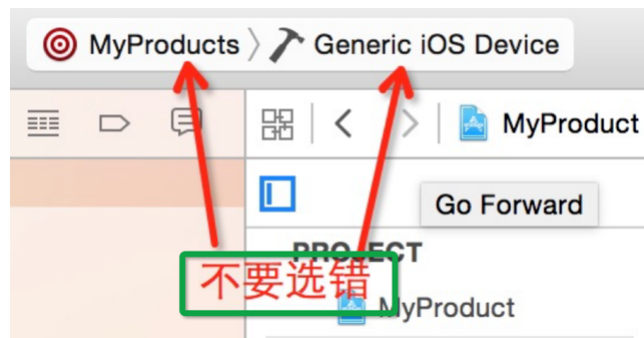 MyProducts 〉 Generic iOS Device
MyProduct
Go Forward
PROJECT
不要选错
MyProduct